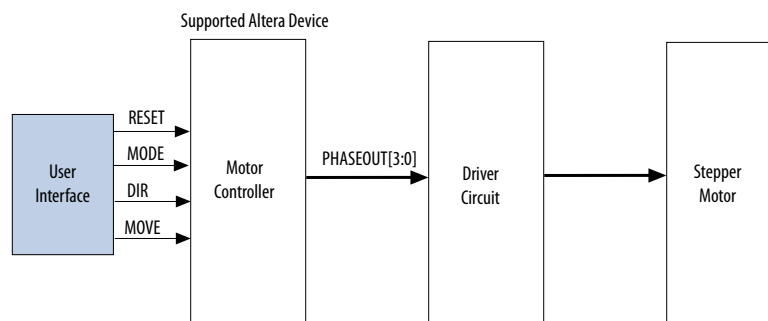 Supported Altera Device
User
Interface
RESET
MODE
DIR
MOVE
Motor
Controller
PHASEOUT[3:0]
Driver
Circuit
Stepper
Motor